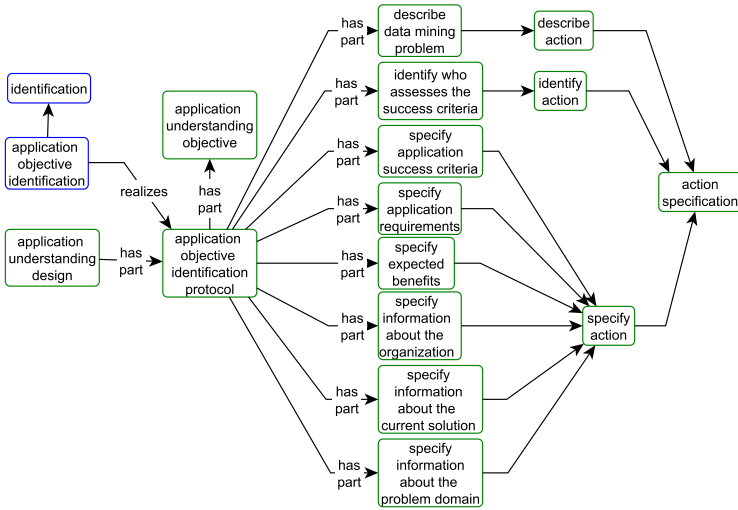 has
part
describe
data mining
problem
describe
action
identification
has
part
identify who
assesses the
success criteria
identify
action
application
understanding
objective
application
objective
identification
has
part
specify
application
success criteria
realizes
has
part
has
part
specify
application
requirements
action
specification
application
understanding
design
has
part
application
objective
identification
protocol
has
part
specify
expected
benefits
has
part
specify
information
about the
organization
specify
action
has
part
specify
information
about the
current solution
has
part
specify
information
about the
problem domain